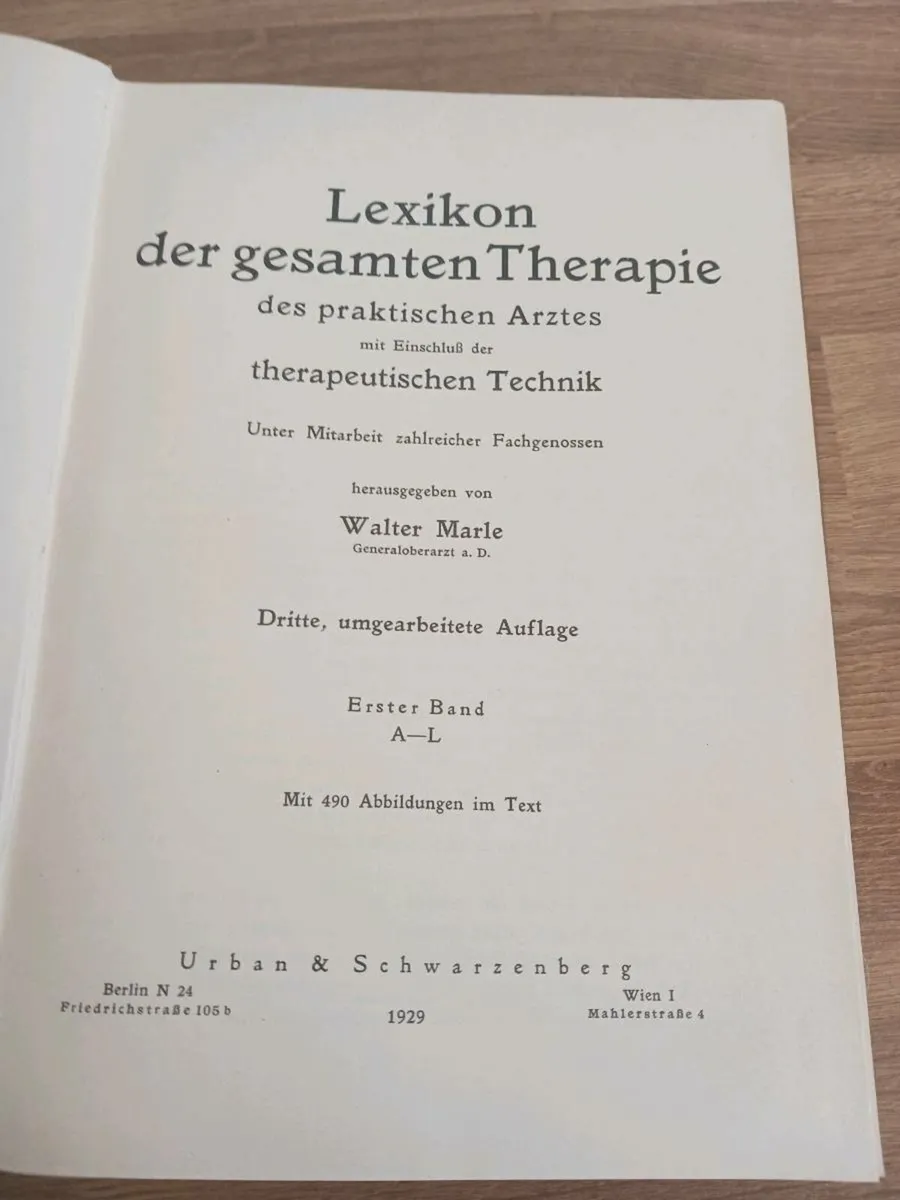 Lexikon
der gesamten Therapie
des praktischen Arztes
mit Einschluß der
therapeutischen Technik
Unter Mitarbeit zahlreicher Fachgenossen
herausgegeben von
Walter Marle
Generaloberarzt a. D.
Dritte, umgearbeitete Auflage
Erster Band
A—L
Mit 490 Abbildungen im Text
Urban & Schwarzenberg
Berlin N 24
Friedrichstraße 105 b
1929
Wien I
Mahlerstraße 4